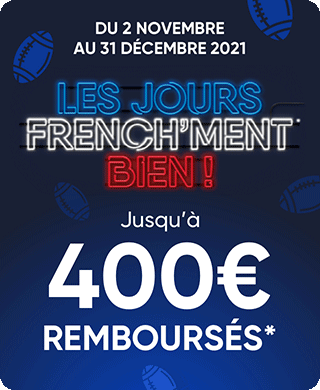 DU 2 NOVEMBRE
AU 31 DÉCEMBRE 2021
LES JOURS
FRENCH'MENT*
BIEN !
Jusqu'à
400€
REMBOURSÉS*